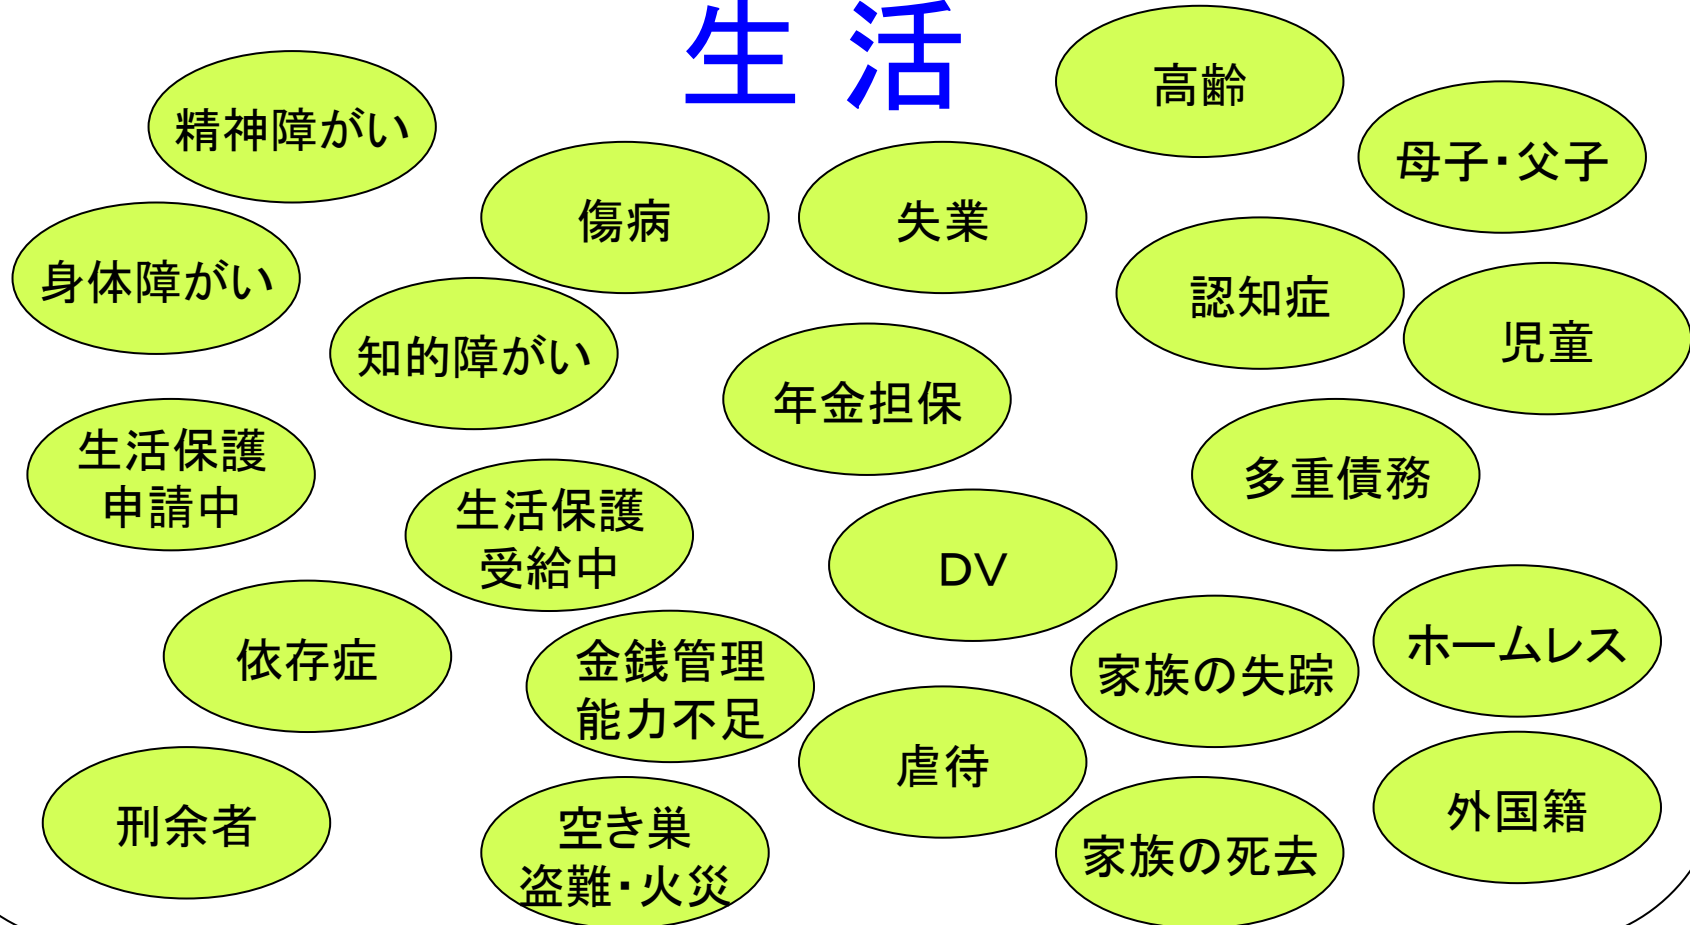 生活
高齢
精神障がい
母子・父子
傷病
失業
身体障がい
認知症
児童
知的障がい
年金担保
生活保護
申請中
多重債務
生活保護
受給中
DV
依存症
金銭管理
能力不足
家族の失踪
ホームレス
虐待
刑余者
空き巣
盗難・火災
家族の死去
外国籍